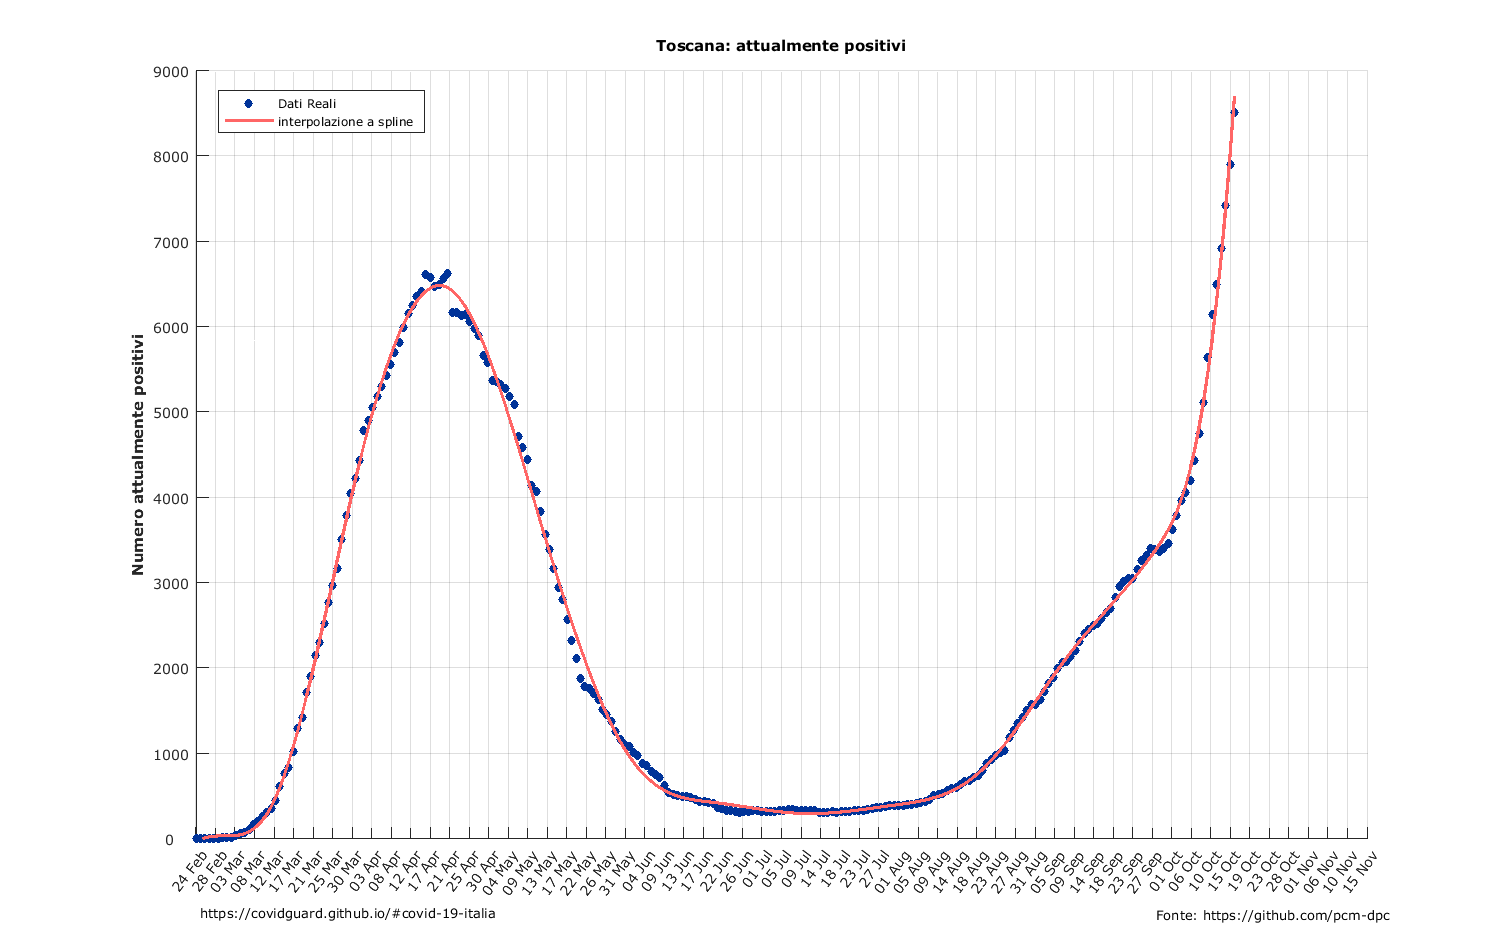 Toscana: attualmente positivi
9000
8000
7000
6000
5000
4000
3000
2000
1000
0
Numero attualmente positivi
Dati Reali
interpolazione a spline
24 Feb
28 Feb
03 Mar
08 Mar
12 Mar
17 Mar
21 Mar
25 Mar
30 Mar
03 Apr
08 Apr
12 Apr
17 Apr
21 Apr
25 Apr
30 Apr
04 May
09 May
13 May
17 May
22 May
26 May
31 May
04 Jun
09 Jun
13 Jun
17 Jun
22 Jun
26 Jun
01 Jul
05 Jul
09 Jul
14 Jul
18 Jul
23 Jul
27 Jul
01 Aug
05 Aug
09 Aug
14 Aug
18 Aug
23 Aug
27 Aug
31 Aug
05 Sep
09 Sep
14 Sep
18 Sep
23 Sep
27 Sep
01 Oct
06 Oct
10 Oct
15 Oct
19 Oct
23 Oct
28 Oct
01 Nov
06 Nov
10 Nov
15 Nov
https://covidguard.github.io/#covid-19-italia
Fonte: https://github.com/pcm-dpc